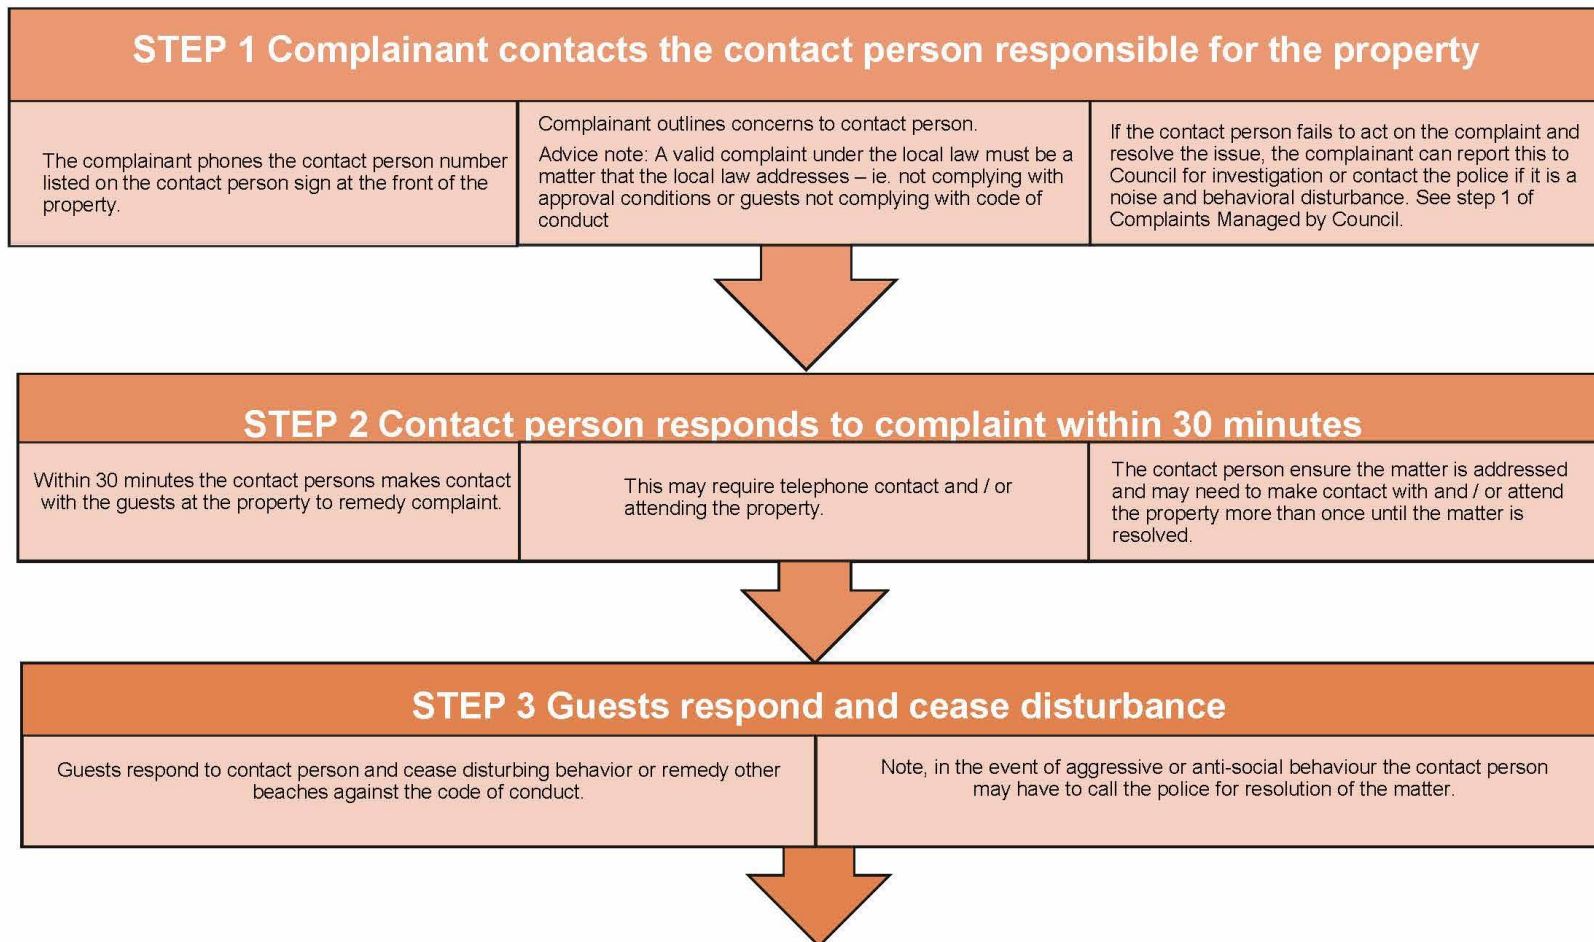 STEP 1 Complainant contacts the contact person responsible for the property
The complainant phones the contact person number
listed on the contact person sign at the front of the
property.
Complainant outlines concerns to contact person.
Advice note: A valid complaint under the local law must be a
matter that the local law addresses – ie. not complying with
approval conditions or guests not complying with code of
conduct
If the contact person fails to act on the complaint and
resolve the issue, the complainant can report this to
Council for investigation or contact the police if it is a
noise and behavioral disturbance. See step 1 of
Complaints Managed by Council.
STEP 2 Contact person responds to complaint within 30 minutes
Within 30 minutes the contact persons makes contact
with the guests at the property to remedy complaint.
This may require telephone contact and / or
attending the property.
The contact person ensure the matter is addressed
and may need to make contact with and / or attend
the property more than once until the matter is
resolved.
STEP 3 Guests respond and cease disturbance
Guests respond to contact person and cease disturbing behavior or remedy other
beaches against the code of conduct.
Note, in the event of aggressive or anti-social behaviour the contact person
may have to call the police for resolution of the matter.